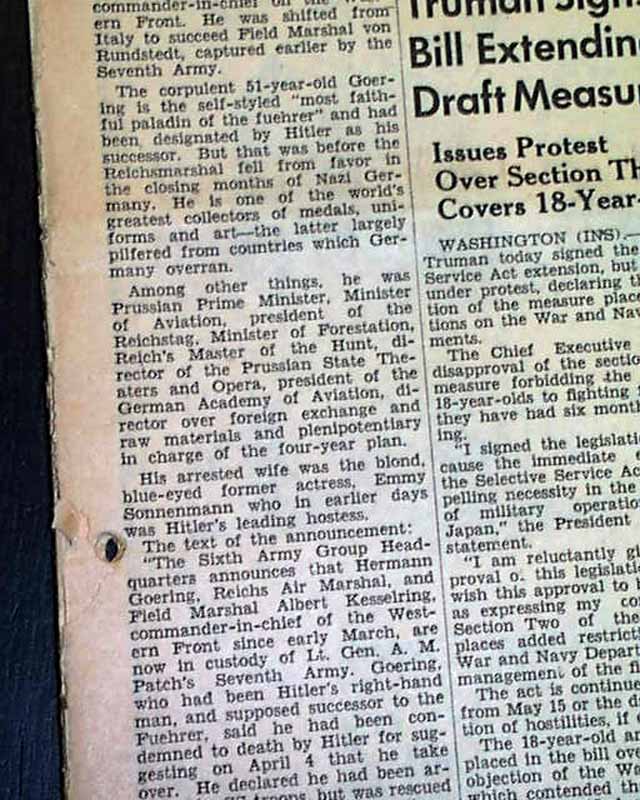 commander-in-chief on the West-
ern Front. He was shifted from
Italy to succeed Field Marshal von
Rundstedt, captured earlier by the
Seventh Army.
The corpulent 51-year-old Goer-
ing is the self-styled "most faith-
ful paladin of the fuehrer" and had
been designated by Hitler as his
successor. But that was before the
Reichsmarshal fell from favor in
the closing months of Nazi Ger-
many. He is one of the world's
greatest collectors of medals, uni-
forms and art—the latter largely
pilfered from countries which Ger-
many overran.
Among other things, he was
Prussian Prime Minister, Minister
of Aviation, president of the
Reichstag, Minister of Forestation,
Reich's Master of the Hunt, di-
rector of the Prussian State The-
aters and Opera, president of the
German Academy of Aviation, di-
rector over foreign exchange and
raw materials and plenipotentiary
in charge of the four-year plan.
His arrested wife was the blond,
blue-eyed former actress, Emmy
Sonnenmann who in earlier days
was Hitler's leading hostess.
The text of the announcement:
"The Sixth Army Group Head-
quarters announces that Hermann
Goering, Reichs Air Marshal, and
Field Marshal Albert Kesselring,
commander-in-chief of the West-
ern Front since early March, are
now in custody of Lt. Gen. A. M.
Patch's Seventh Army. Goering,
who had been Hitler's right-hand
man, and supposed successor to the
Fuehrer, said he had been con-
demned to death by Hitler for sug-
gesting on April 4 that he take
over. He declared he had been ar-
troops, but was rescued
Truman Sign
Bill Extendin
Draft Measu
Issues Protest
Over Section Th
Covers 18-Year-
WASHINGTON (INS).—
Truman today signed the
Service Act extension, but
under protest, declaring th
tion of the measure place
tions on the War and Nav
ments.
The Chief Executive
disapproval of the sectio
measure forbidding the
18-year-olds to fighting
they have had six month
ing.
"I signed the legislati
cause the immediate e
the Selective Service Ac
pelling necessity in the
of military operatio
Japan," the President
statement.
"I am reluctantly gi
proval o. this legislati
wish this approval to
as expressing my co
Section Two of the
places added restrict
War and Navy Depart
management of the f
The act is continue
from May 15 or the d
tion of hostilities, if
The 18-year-old a
placed in the bill ove
objection of the Wa
which contended tha